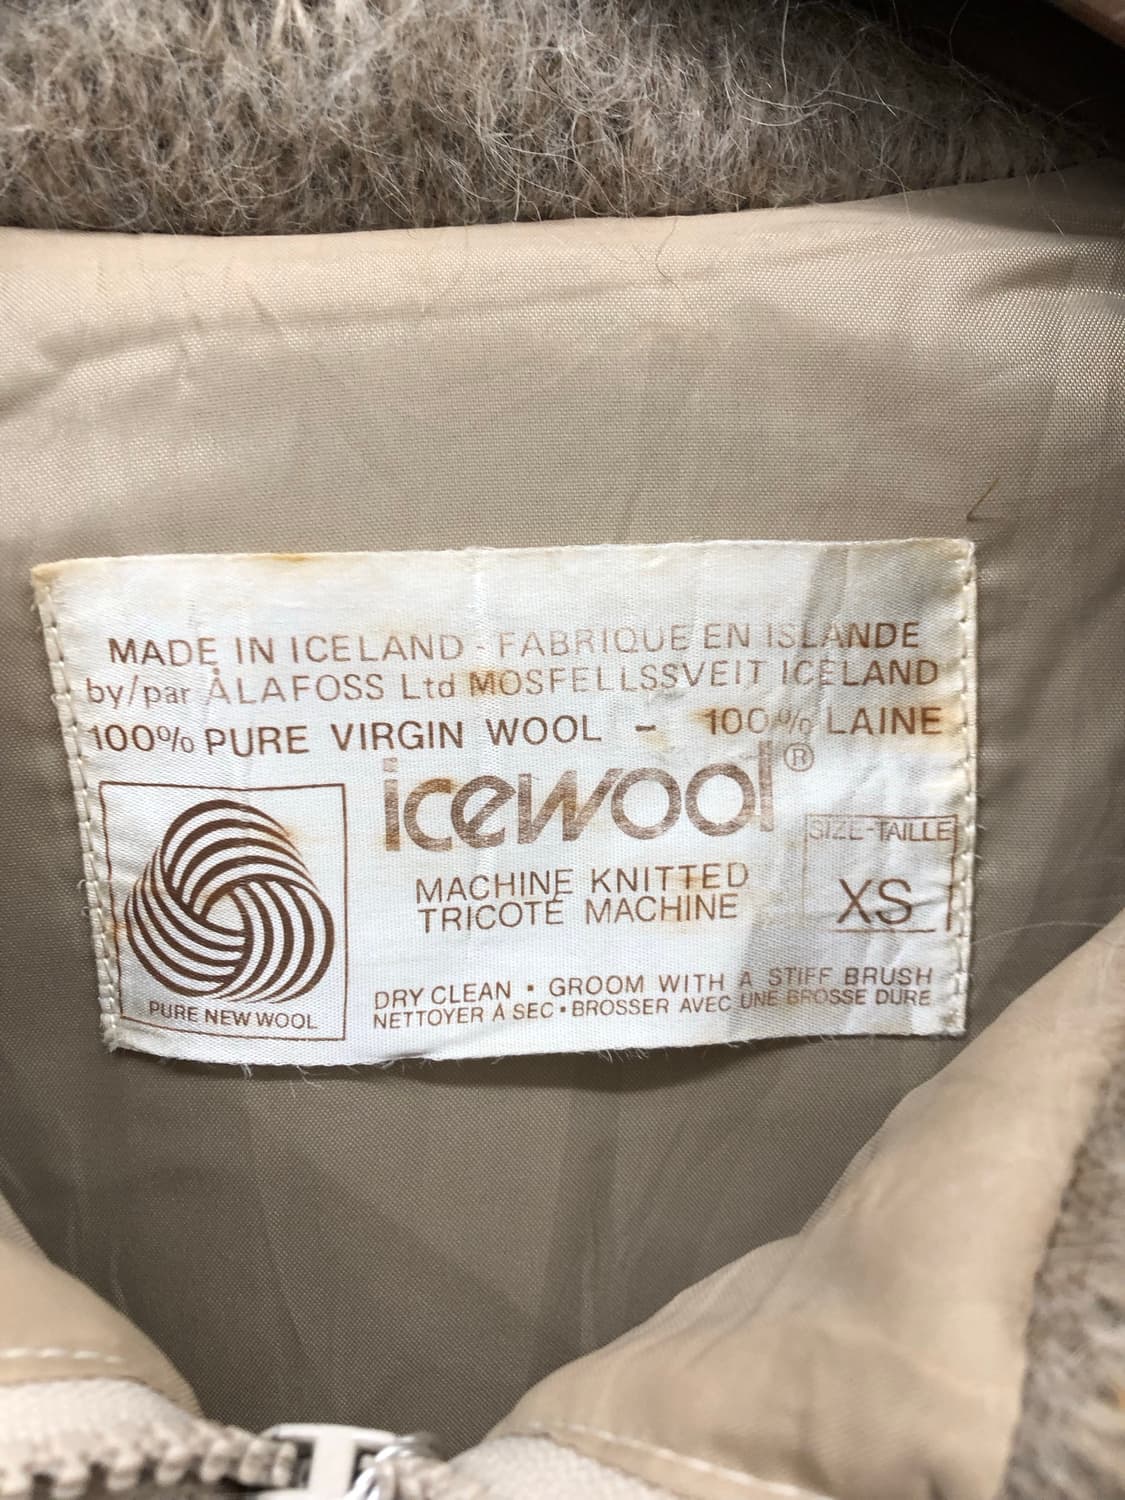 MADE IN ICELAND - FABRIQUE EN ISLANDE
by/par ÁLAFOSS Ltd MOSFELLSSVEIT ICELAND
100% PURE VIRGIN WOOL - 100% LAINE
icewool®
SIZE-TAILLE
XS
MACHINE KNITTED
TRICOTÉ MACHINE
PURE NEW WOOL
DRY CLEAN • GROOM WITH A STIFF BRUSH
NETTOYER À SEC • BROSSER AVEC UNE BROSSE DURE